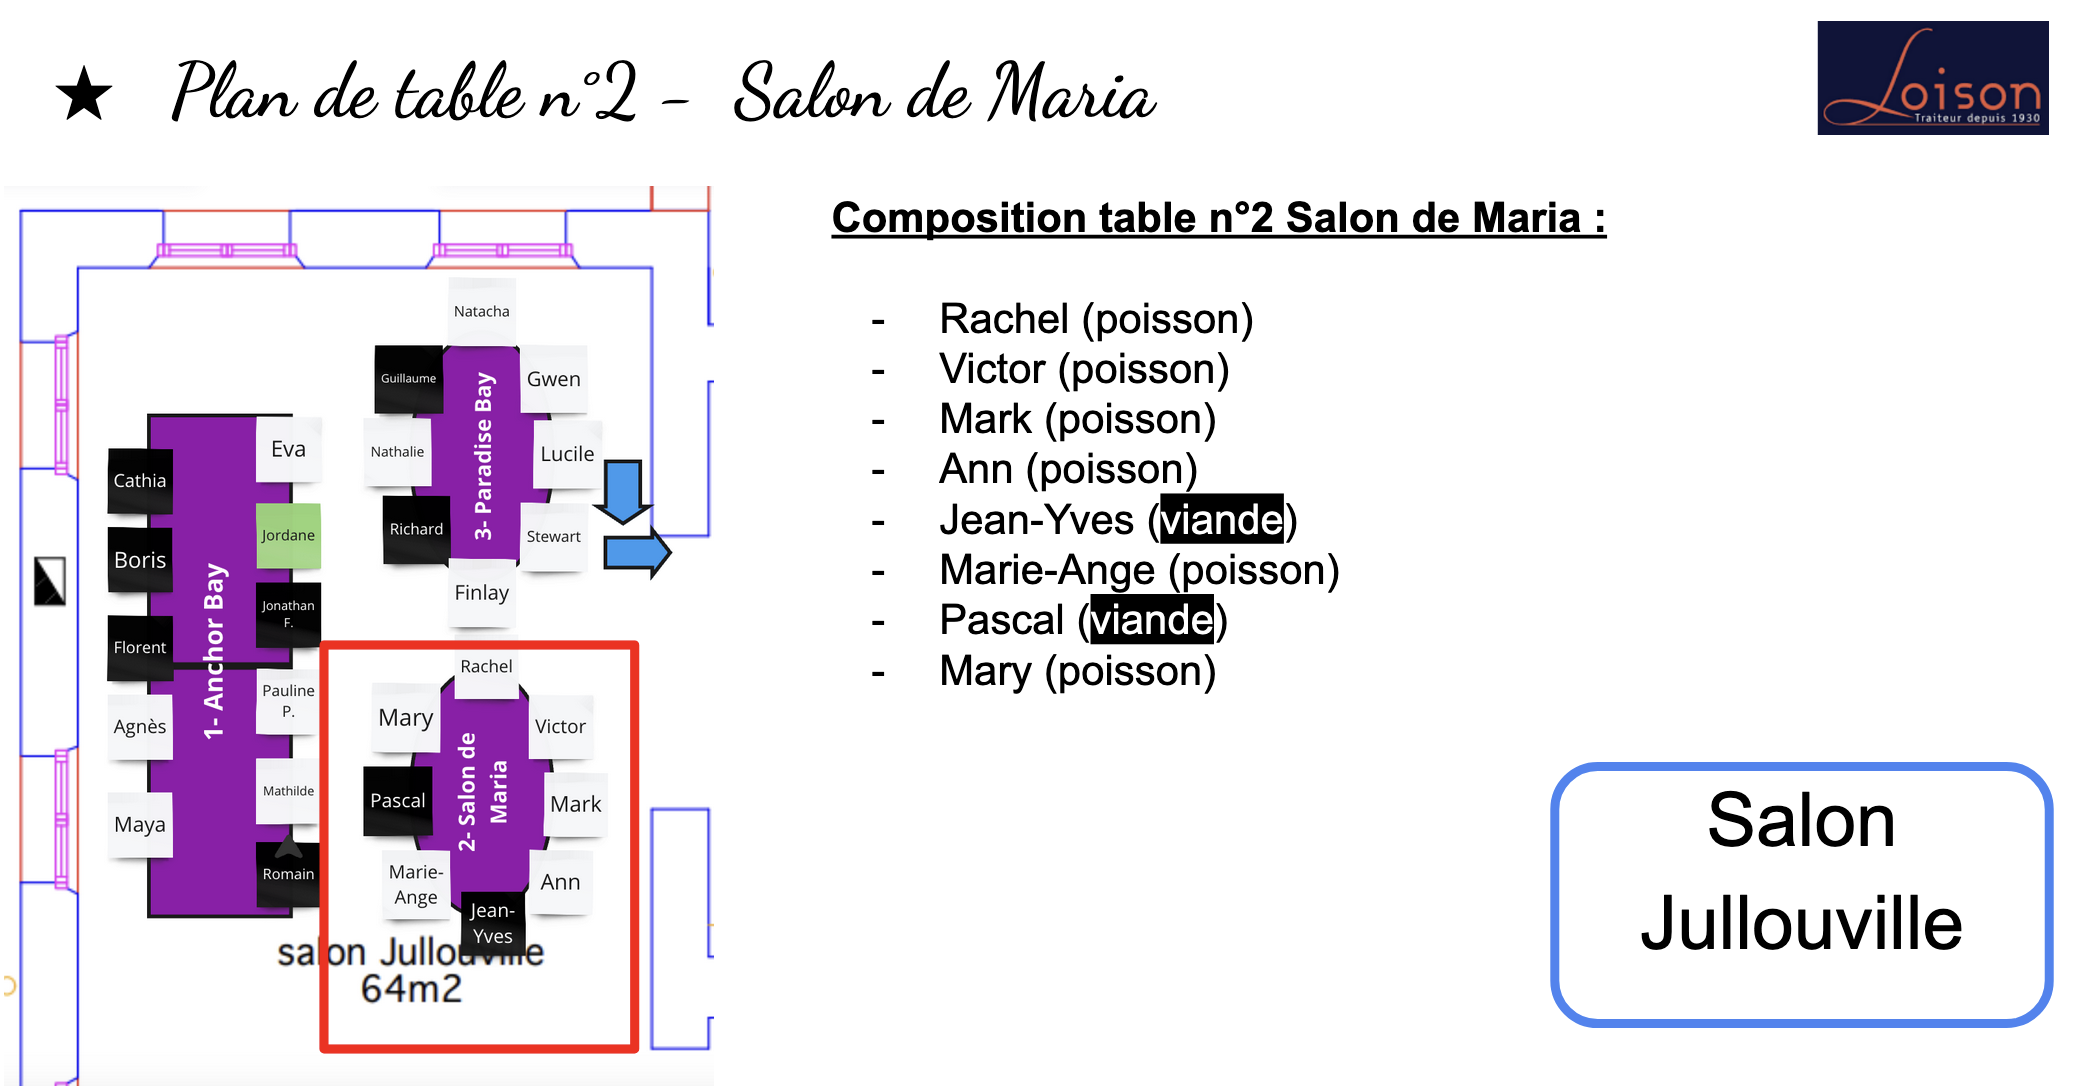 ★ Plan de table n°2 - Salon de Maria
Loison
Traiteur depuis 1930
Composition table n°2 Salon de Maria :
- Rachel (poisson)
- Victor (poisson)
- Mark (poisson)
- Ann (poisson)
- Jean-Yves (viande)
- Marie-Ange (poisson)
- Pascal (viande)
- Mary (poisson)
Natacha
Guillaume
Gwen
Nathalie
Lucile
Richard
Stewart
Finlay
3- Paradise Bay
Eva
Cathia
Jordane
Boris
Jonathan
F.
Florent
Pauline
P.
Agnès
Mathilde
Maya
Romain
1- Anchor Bay
Rachel
Mary
Victor
Pascal
Mark
Marie-
Ange
Ann
Jean-
Yves
2- Salon de
Maria
salon Jullouville
64m2
Salon
Jullouville